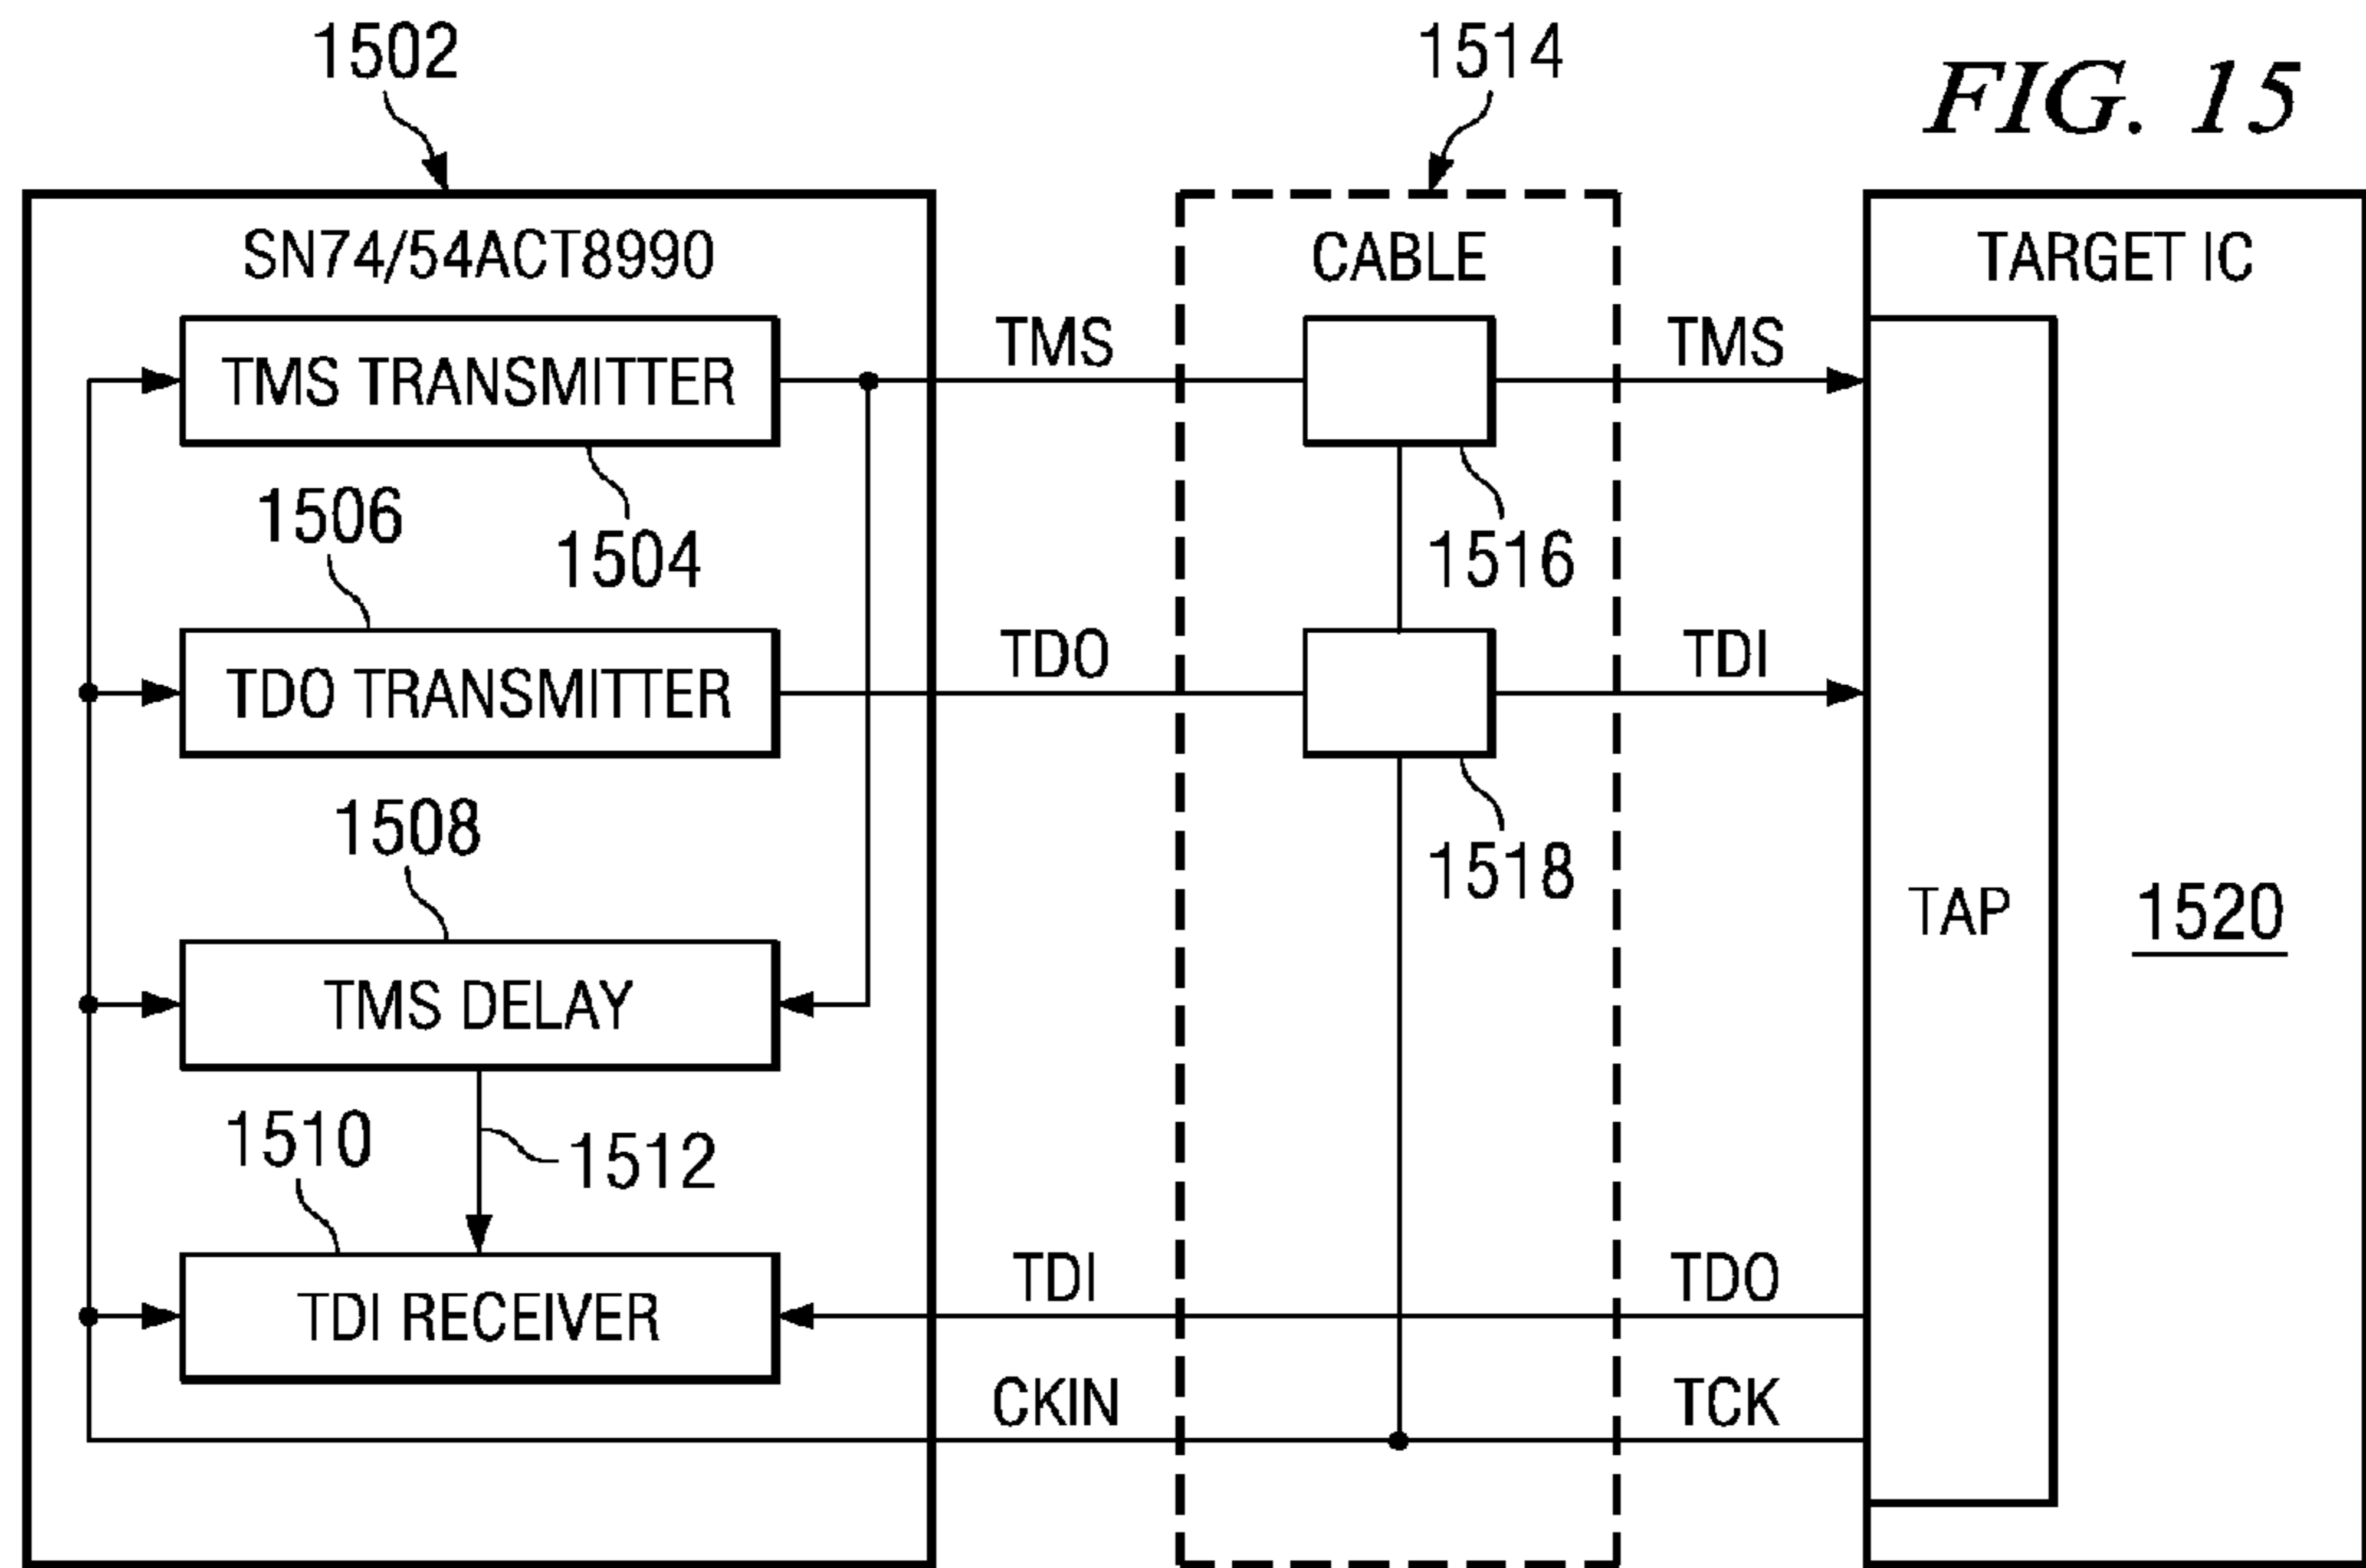 1502
1514
FIG. 15
SN74/54ACT8990
CABLE
TARGET IC
TMS TRANSMITTER
TMS
TMS
1506
1504
1516
TDO TRANSMITTER
TDO
TDI
1508
1518
TAP
1520
TMS DELAY
1510
1512
TDI RECEIVER
TDI
TDO
CKIN
TCK